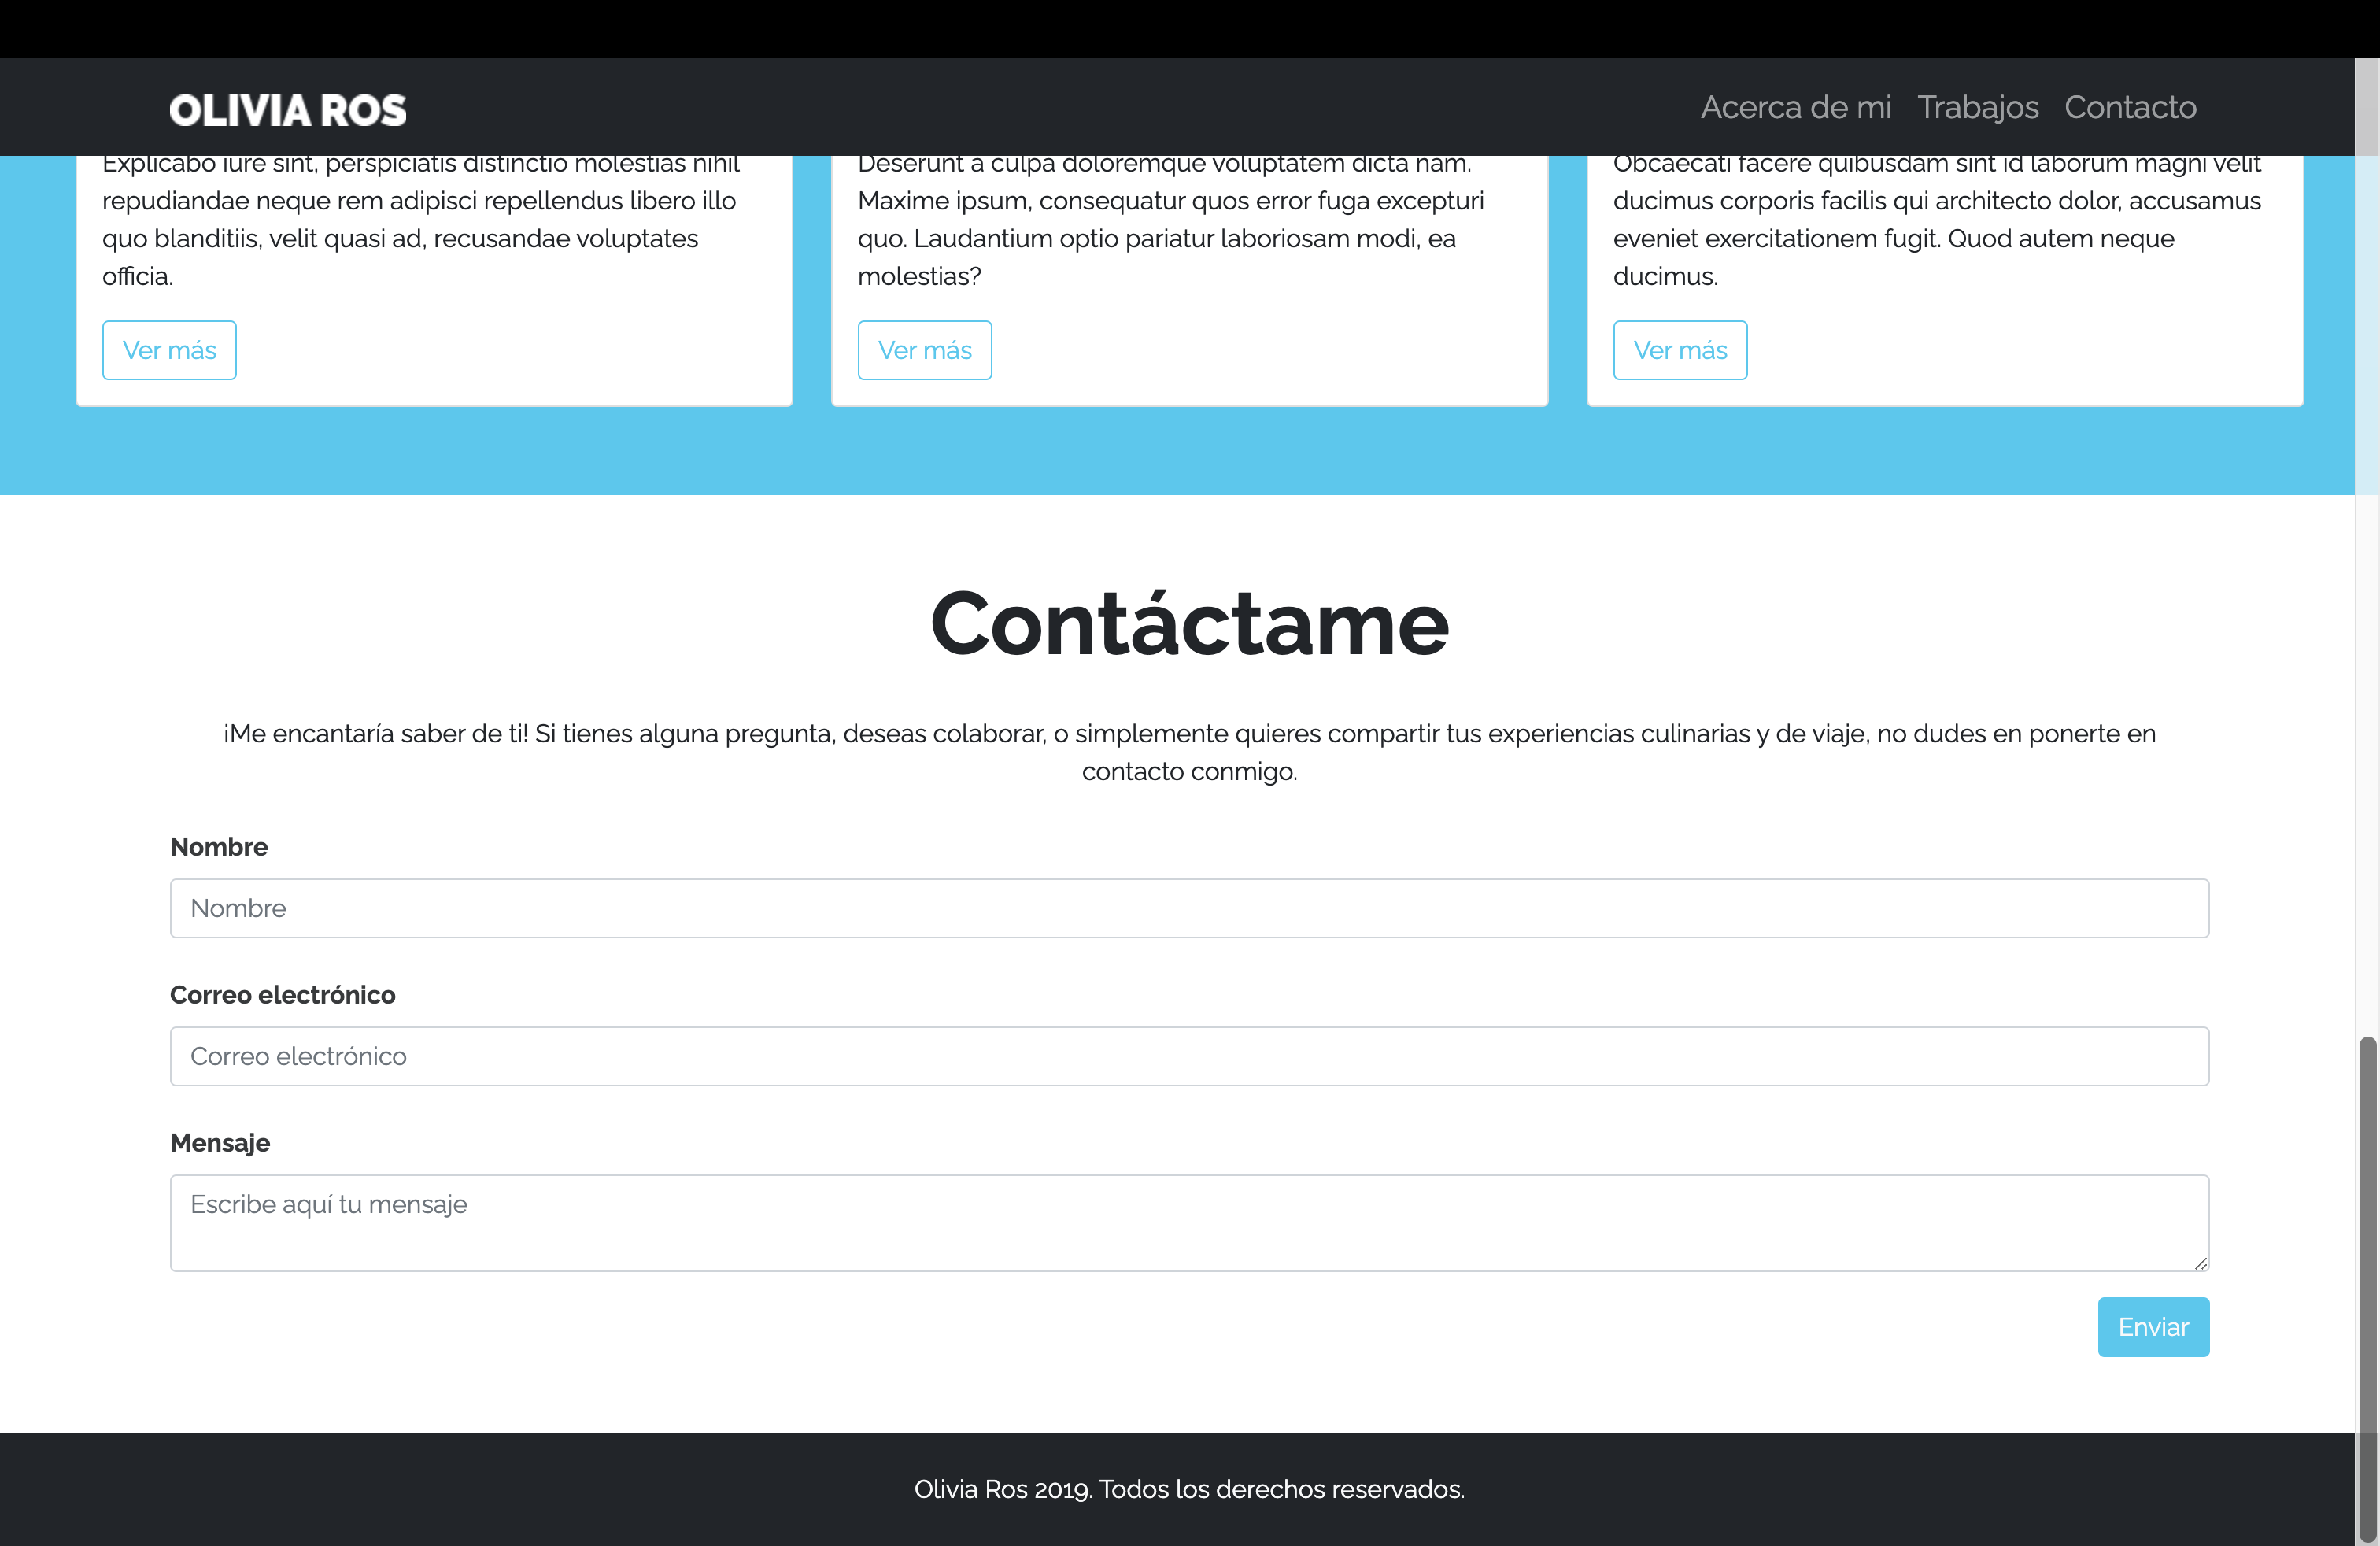 OLIVIA ROS
Acerca de mi Trabajos Contacto
Explicabo iure sint, perspiciatis distinctio molestias nihil
repudiandae neque rem adipisci repellendus libero illo
quo blanditiis, velit quasi ad, recusandae voluptates
officia.
Ver más
Deserunt a culpa doloremque voluptatem dicta nam.
Maxime ipsum, consequatur quos error fuga excepturi
quo. Laudantium optio pariatur laboriosam modi, ea
molestias?
Ver más
Obcaecati facere quibusdam sint id laborum magni velit
ducimus corporis facilis qui architecto dolor, accusamus
eveniet exercitationem fugit. Quod autem neque
ducimus.
Ver más
Contáctame
¡Me encantaría saber de ti! Si tienes alguna pregunta, deseas colaborar, o simplemente quieres compartir tus experiencias culinarias y de viaje, no dudes en ponerte en
contacto conmigo.
Nombre
Nombre
Correo electrónico
Correo electrónico
Mensaje
Escribe aquí tu mensaje
Enviar
Olivia Ros 2019. Todos los derechos reservados.